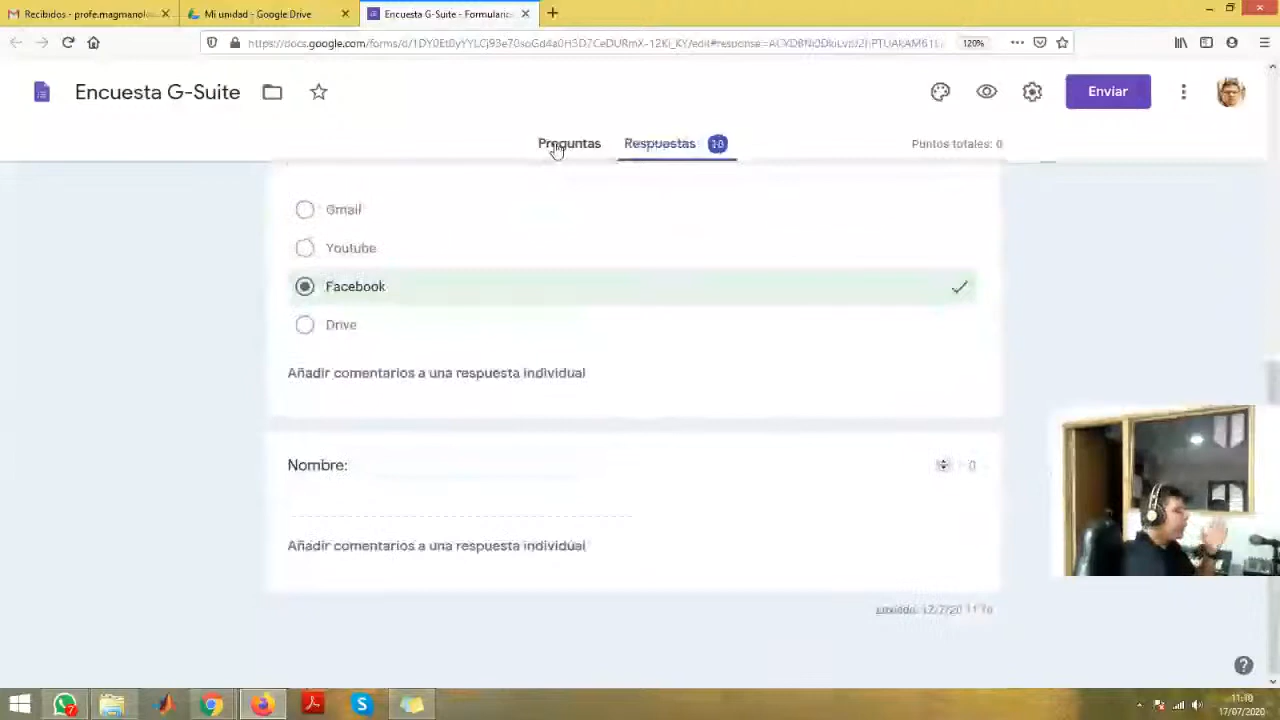 Recibidos - profe.magmanolo
Mi unidad - Google Drive
Encuesta G-Suite - Formulario
120%
Encuesta G-Suite
Enviar
Preguntas
Respuestas
Puntos totales: 0
Gmail
Youtube
Facebook
Drive
Añadir comentarios a una respuesta individual
Nombre:
0
Añadir comentarios a una respuesta individual
11:10
17/07/2020